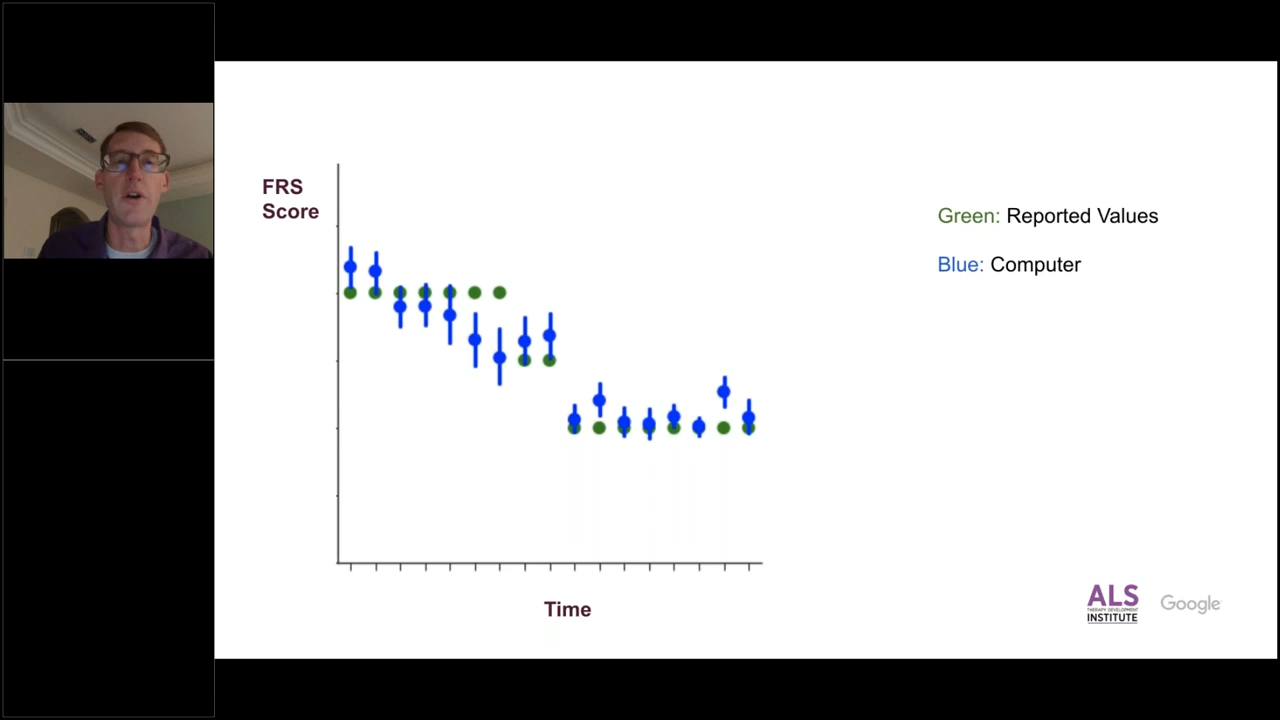 FRS
Score
Green: Reported Values
Blue: Computer
Time
ALS
THERAPY DEVELOPMENT
INSTITUTE
Google